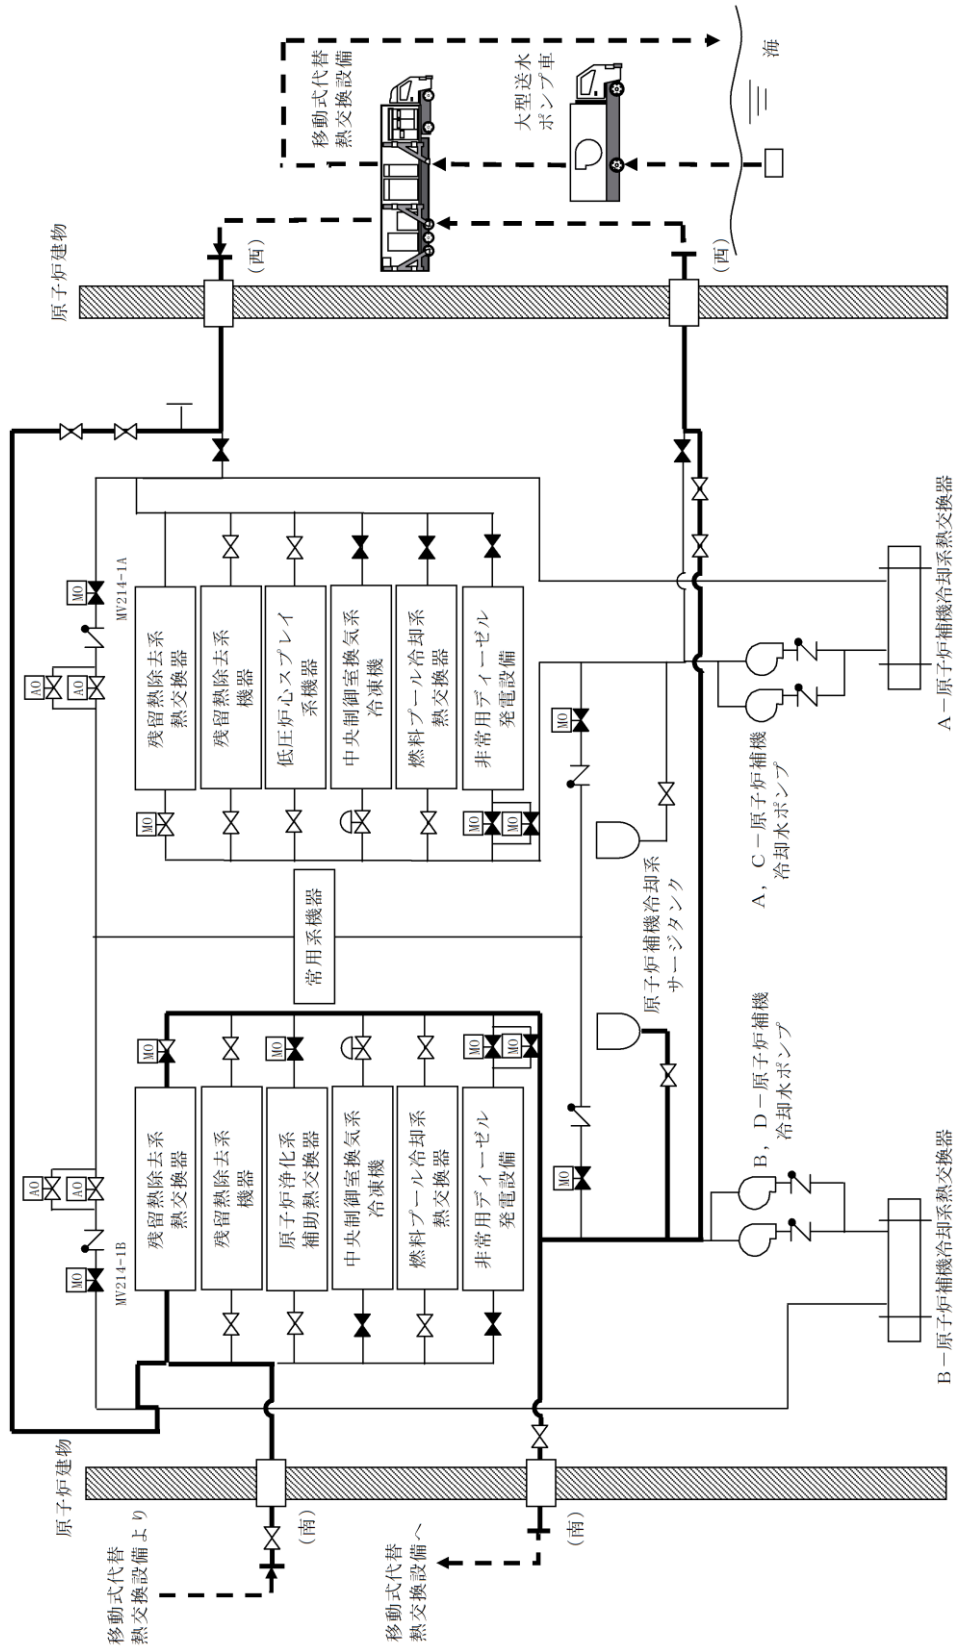 移動式代替
熱交換設備より
(南)
移動式代替
熱交換設備へ
(南)
原子炉建物
AO
AO
MO
MV214-1B
残留熱除去系
熱交換器
残留熱除去系
機器
原子炉浄化系
補助熱交換器
中央制御室換気系
冷凍機
燃料プール冷却系
熱交換器
非常用ディーゼル
発電設備
MO
MO
MO
MO
MO
B－原子炉補機冷却系熱交換器
B, D－原子炉補機
冷却水ポンプ
常用系機器
原子炉補機冷却系
サージタンク
AO
AO
MO
MV214-1A
残留熱除去系
熱交換器
残留熱除去系
機器
低圧炉心スプレイ
系機器
中央制御室換気系
冷凍機
燃料プール冷却系
熱交換器
非常用ディーゼル
発電設備
MO
MO
MO
MO
A, C－原子炉補機
冷却水ポンプ
A－原子炉補機冷却系熱交換器
原子炉建物
(西)
(西)
移動式代替
熱交換設備
大型送水
ポンプ車
海